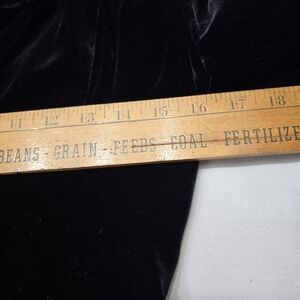 11 12 13 14 15 16 17 18
BEANS - GRAIN - FEEDS - COAL FERTILIZE